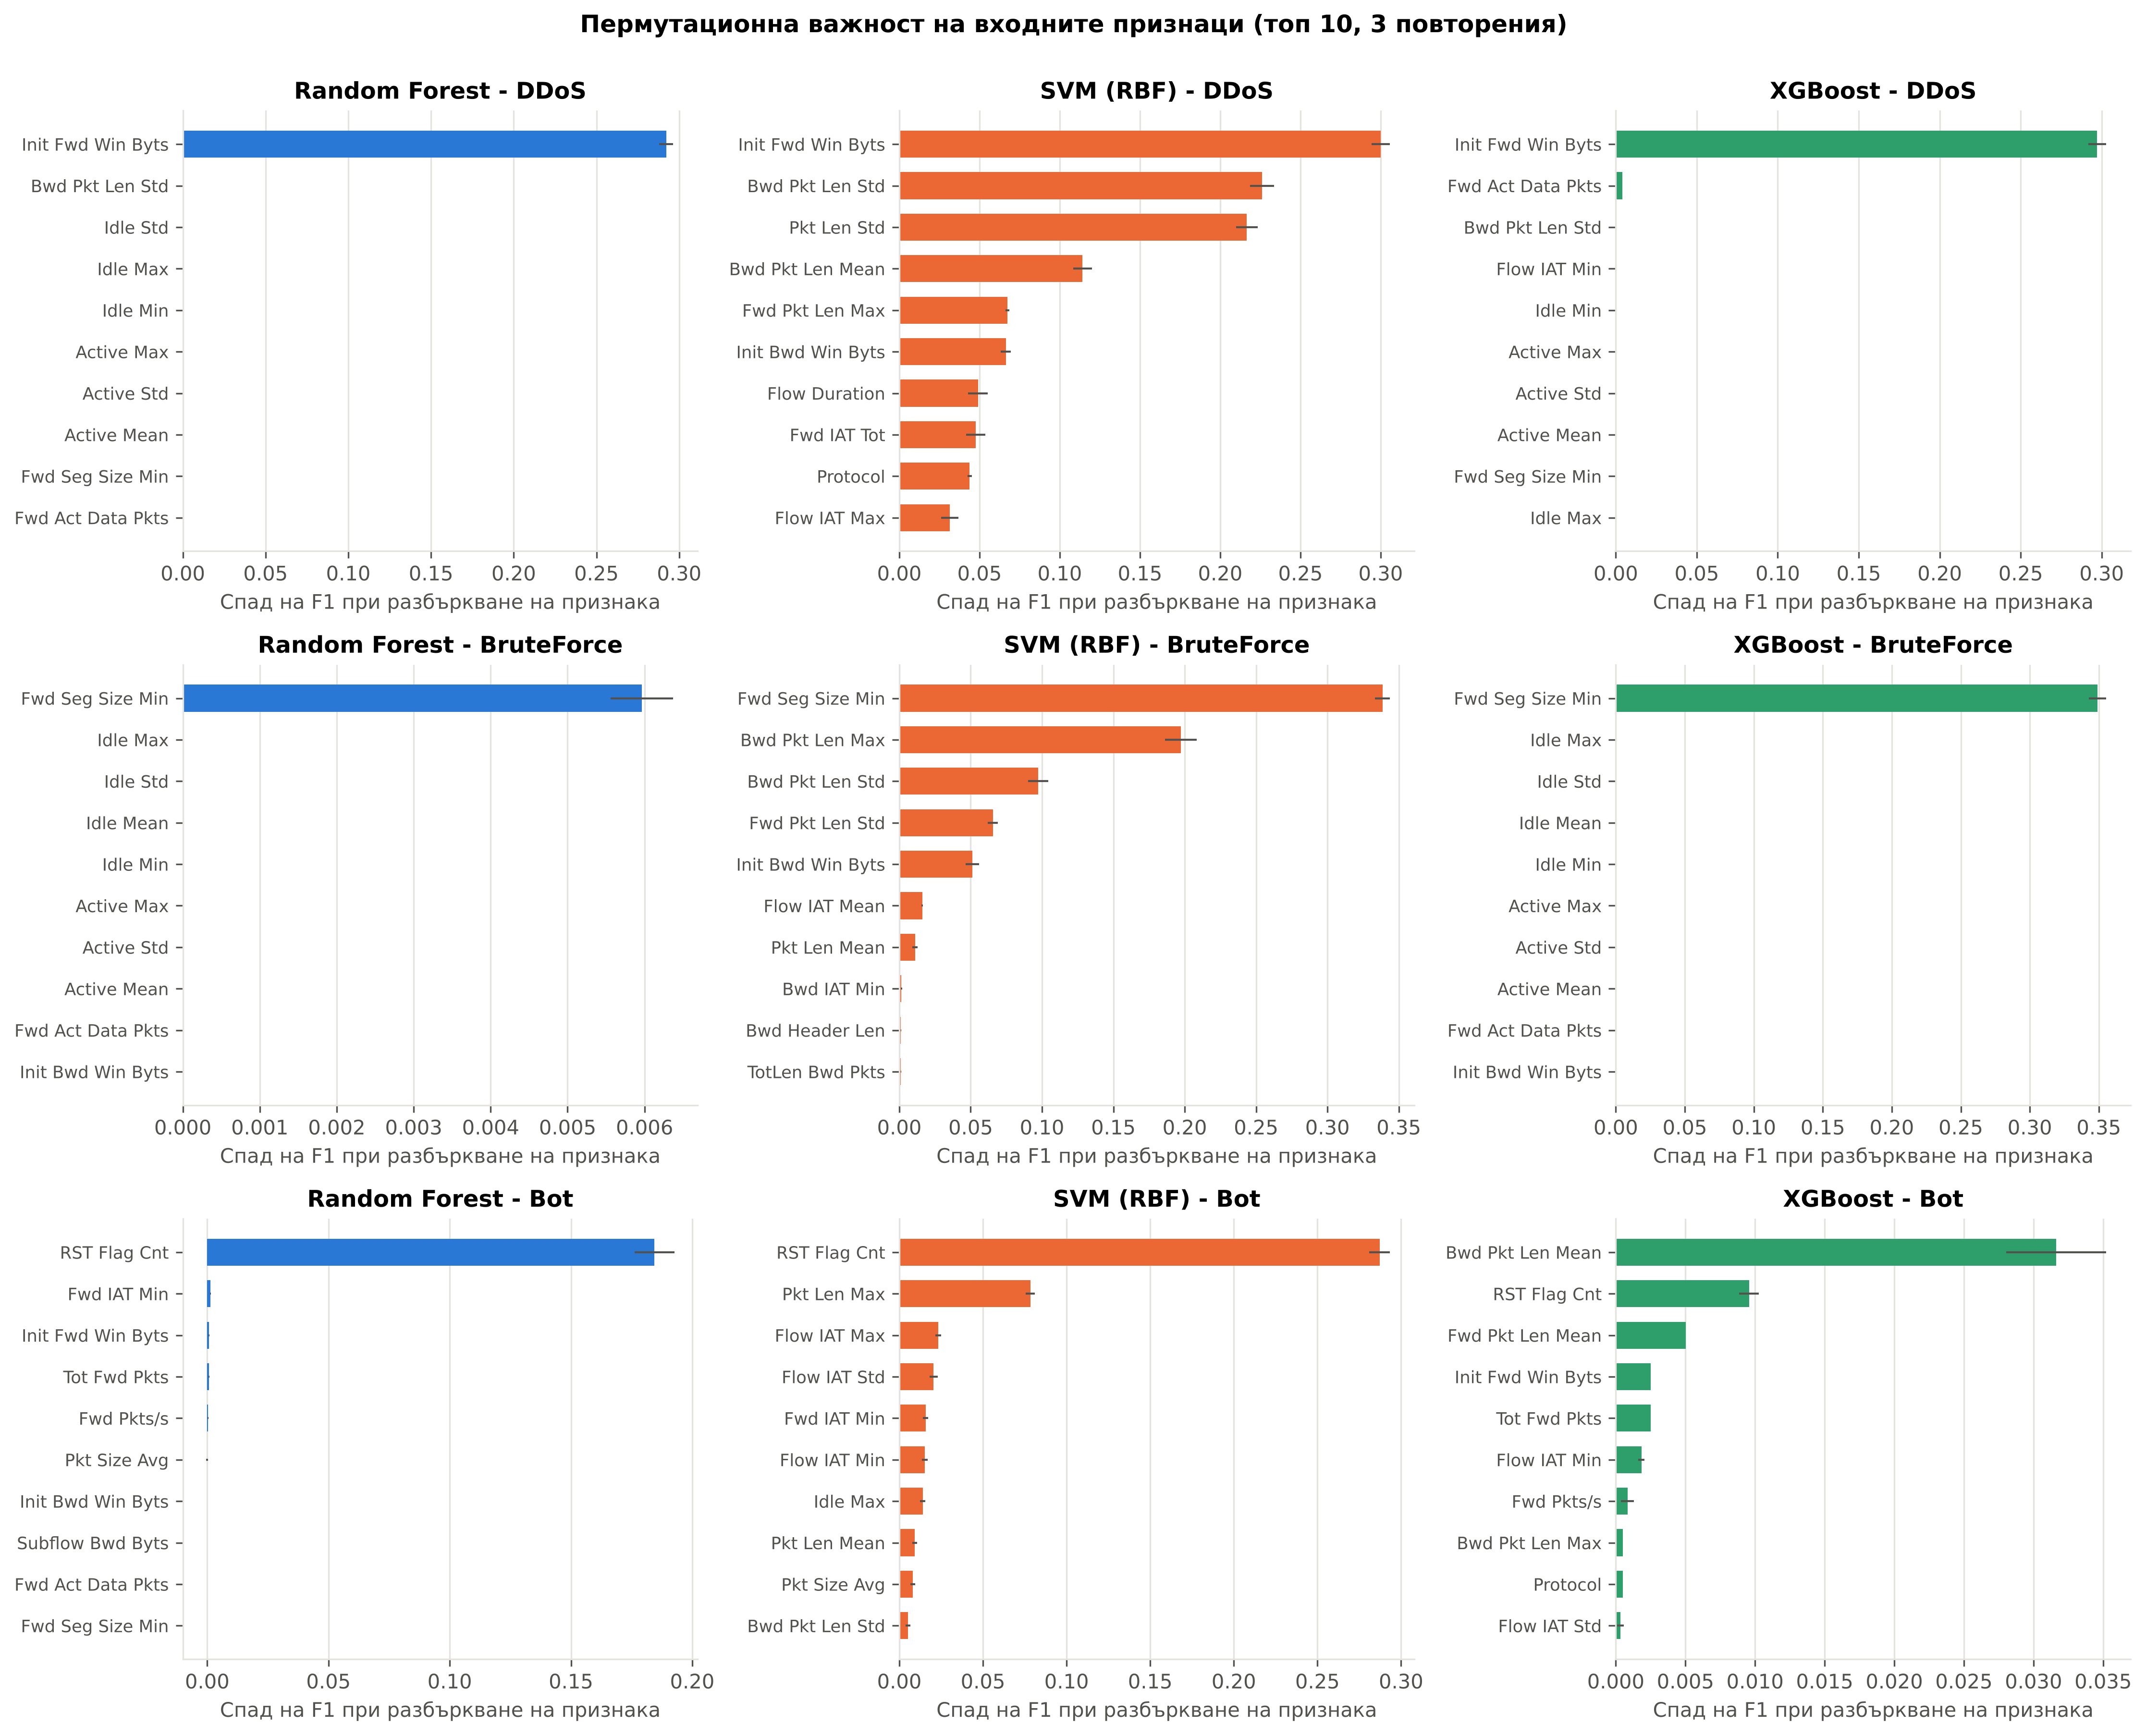 Пермутационна важност на входните признаци (топ 10, 3 повторения)
Random Forest - DDoS
Init Fwd Win Byts
Bwd Pkt Len Std
Idle Std
Idle Max
Idle Min
Active Max
Active Std
Active Mean
Fwd Seg Size Min
Fwd Act Data Pkts
0.00 0.05 0.10 0.15 0.20 0.25 0.30
Спад на F1 при разбъркване на признака
SVM (RBF) - DDoS
Init Fwd Win Byts
Bwd Pkt Len Std
Pkt Len Std
Bwd Pkt Len Mean
Fwd Pkt Len Max
Init Bwd Win Byts
Flow Duration
Fwd IAT Tot
Protocol
Flow IAT Max
0.00 0.05 0.10 0.15 0.20 0.25 0.30
Спад на F1 при разбъркване на признака
XGBoost - DDoS
Init Fwd Win Byts
Fwd Act Data Pkts
Bwd Pkt Len Std
Flow IAT Min
Idle Min
Active Max
Active Std
Active Mean
Fwd Seg Size Min
Idle Max
0.00 0.05 0.10 0.15 0.20 0.25 0.30
Спад на F1 при разбъркване на признака
Random Forest - BruteForce
Fwd Seg Size Min
Idle Max
Idle Std
Idle Mean
Idle Min
Active Max
Active Std
Active Mean
Fwd Act Data Pkts
Init Bwd Win Byts
0.000 0.001 0.002 0.003 0.004 0.005 0.006
Спад на F1 при разбъркване на признака
SVM (RBF) - BruteForce
Fwd Seg Size Min
Bwd Pkt Len Max
Bwd Pkt Len Std
Fwd Pkt Len Std
Init Bwd Win Byts
Flow IAT Mean
Pkt Len Mean
Bwd IAT Min
Bwd Header Len
TotLen Bwd Pkts
0.00 0.05 0.10 0.15 0.20 0.25 0.30 0.35
Спад на F1 при разбъркване на признака
XGBoost - BruteForce
Fwd Seg Size Min
Idle Max
Idle Std
Idle Mean
Idle Min
Active Max
Active Std
Active Mean
Fwd Act Data Pkts
Init Bwd Win Byts
0.00 0.05 0.10 0.15 0.20 0.25 0.30 0.35
Спад на F1 при разбъркване на признака
Random Forest - Bot
RST Flag Cnt
Fwd IAT Min
Init Fwd Win Byts
Tot Fwd Pkts
Fwd Pkts/s
Pkt Size Avg
Init Bwd Win Byts
Subflow Bwd Byts
Fwd Act Data Pkts
Fwd Seg Size Min
0.00 0.05 0.10 0.15 0.20
Спад на F1 при разбъркване на признака
SVM (RBF) - Bot
RST Flag Cnt
Pkt Len Max
Flow IAT Max
Flow IAT Std
Fwd IAT Min
Flow IAT Min
Idle Max
Pkt Len Mean
Pkt Size Avg
Bwd Pkt Len Std
0.00 0.05 0.10 0.15 0.20 0.25 0.30
Спад на F1 при разбъркване на признака
XGBoost - Bot
Bwd Pkt Len Mean
RST Flag Cnt
Fwd Pkt Len Mean
Init Fwd Win Byts
Tot Fwd Pkts
Flow IAT Min
Fwd Pkts/s
Bwd Pkt Len Max
Protocol
Flow IAT Std
0.000 0.005 0.010 0.015 0.020 0.025 0.030 0.035
Спад на F1 при разбъркване на признака